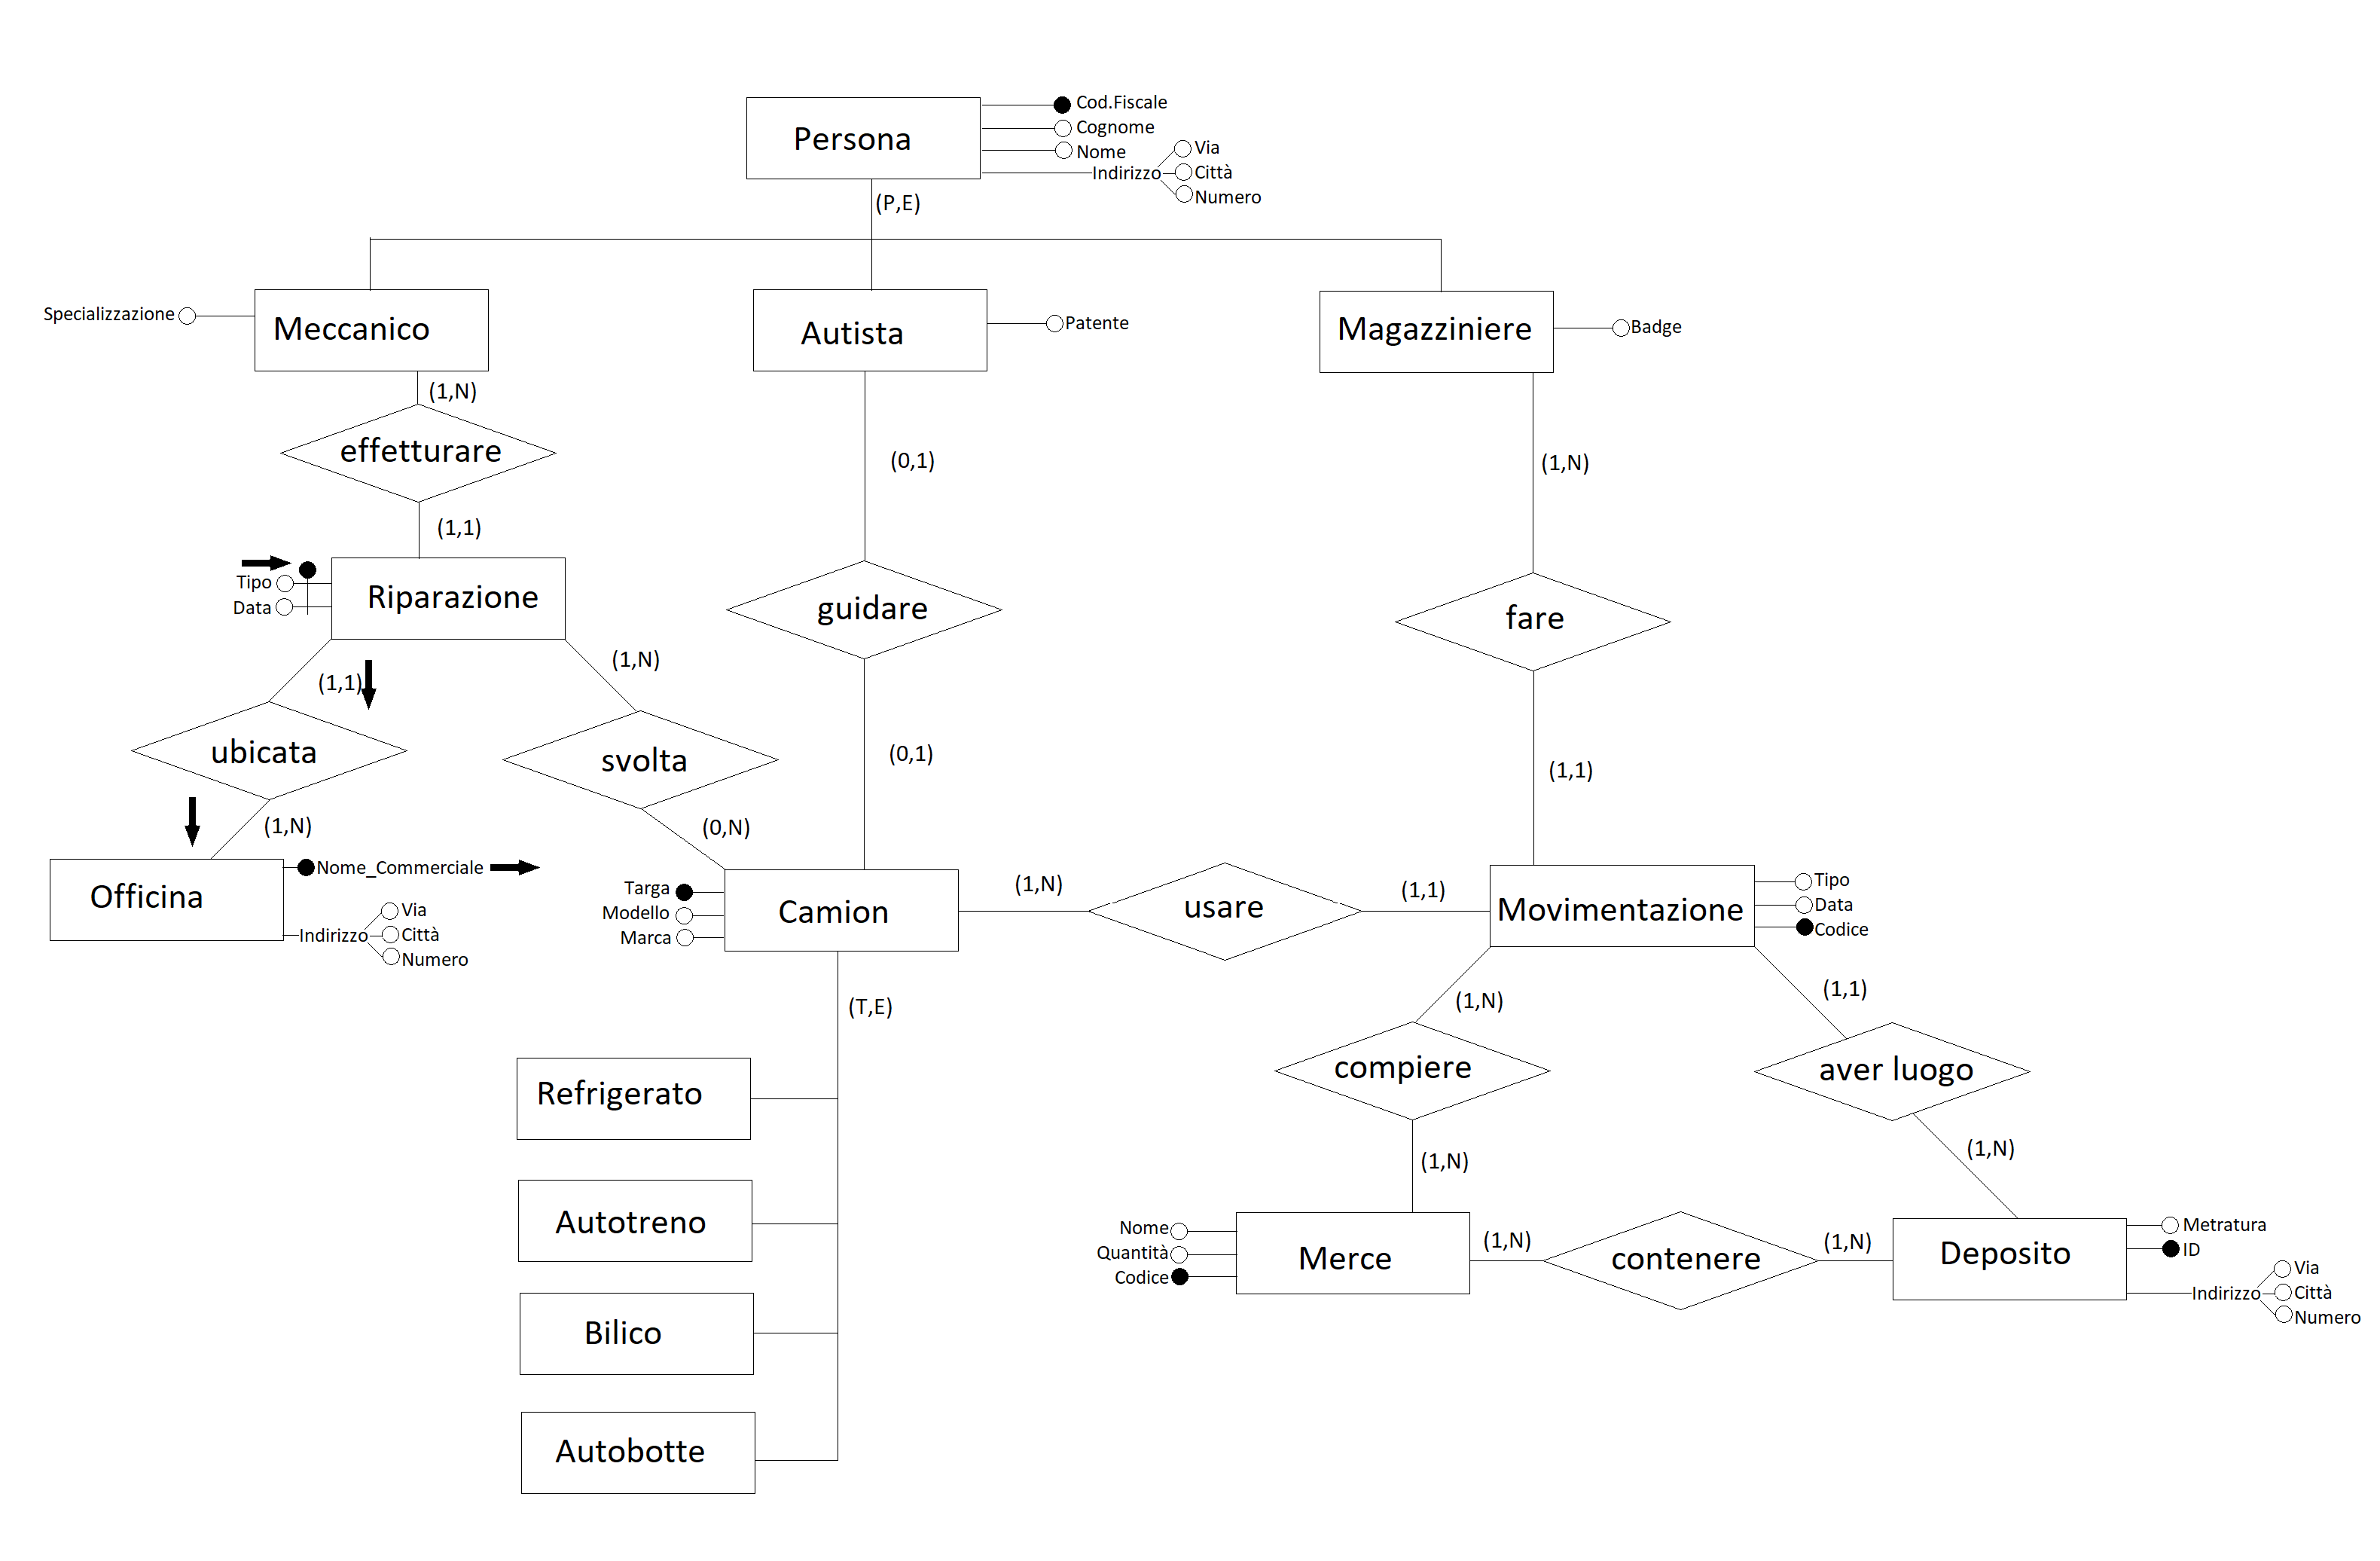 Persona
Cod.Fiscale
Cognome
Nome
Indirizzo
Via
Città
Numero
(P,E)
Specializzazione
Meccanico
Autista
Patente
Magazziniere
Badge
(1,N)
effetturare
(0,1)
(1,N)
(1,1)
Tipo
Data
Riparazione
guidare
fare
(1,1)
(1,N)
ubicata
svolta
(0,1)
(1,1)
(1,N)
(0,N)
Officina
Nome_Commerciale
Indirizzo
Via
Città
Numero
Targa
Modello
Marca
Camion
(1,N)
usare
(1,1)
Movimentazione
Tipo
Data
Codice
(T,E)
(1,N)
(1,1)
Refrigerato
compiere
aver luogo
(1,N)
(1,N)
Autotreno
Nome
Quantità
Codice
Merce
(1,N)
contenere
(1,N)
Deposito
Metratura
ID
Indirizzo
Via
Città
Numero
Bilico
Autobotte